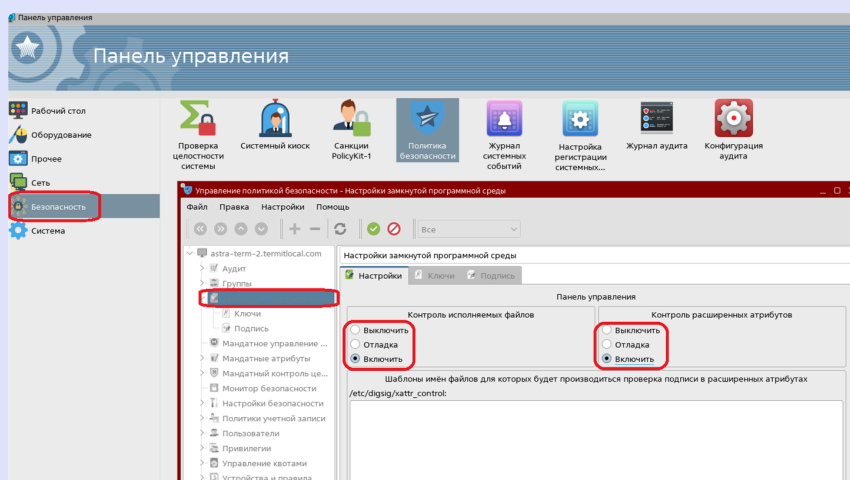 Панель управления
Панель управления
Рабочий стол
Оборудование
Прочее
Сеть
Безопасность
Система
Проверка
целостности
системы
Системный киоск
Санкции
PolicyKit-1
Политика
безопасности
Журнал
системных
событий
Настройка
регистрации
системных...
Журнал аудита
Конфигурация
аудита
Управление политикой безопасности - Настройки замкнутой программной среды
Файл Правка Настройки Помощь
Все
astra-term-2.termitlocal.com
Аудит
Группы
Ключи
Подпись
Мандатное управление ...
Мандатные атрибуты
Мандатный контроль це...
Монитор безопасности
Настройки безопасности
Политики учетной записи
Пользователи
Привилегии
Управление квотами
Устройства и правила
Настройки замкнутой программной среды
Настройки Ключи Подпись
Панель управления
Контроль исполняемых файлов
Выключить
Отладка
Включить
Контроль расширенных атрибутов
Выключить
Отладка
Включить
Шаблоны имён файлов для которых будет производиться проверка подписи в расширенных атрибутах
/etc/digsig/xattr_control: